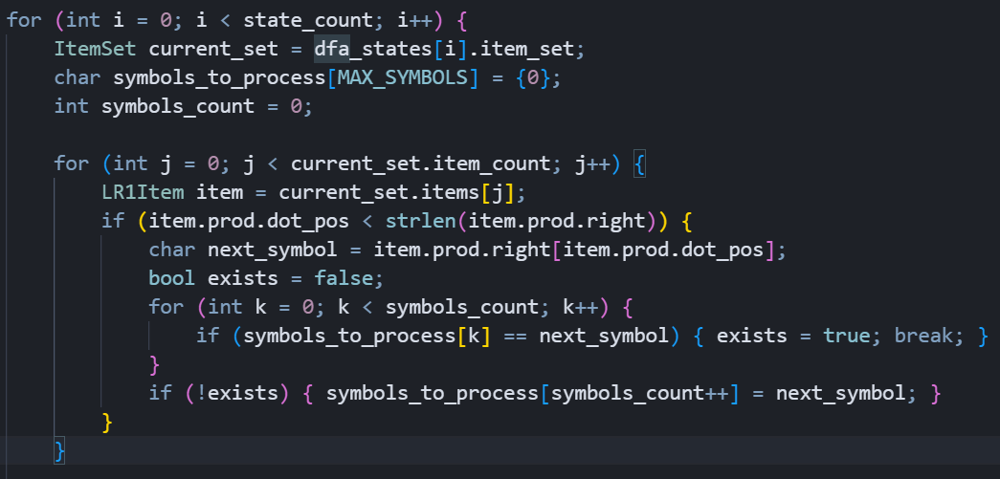 for (int i = 0; i < state_count; i++) {
    ItemSet current_set = dfa_states[i].item_set;
    char symbols_to_process[MAX_SYMBOLS] = {0};
    int symbols_count = 0;

    for (int j = 0; j < current_set.item_count; j++) {
        LR1Item item = current_set.items[j];
        if (item.prod.dot_pos < strlen(item.prod.right)) {
            char next_symbol = item.prod.right[item.prod.dot_pos];
            bool exists = false;
            for (int k = 0; k < symbols_count; k++) {
                if (symbols_to_process[k] == next_symbol) { exists = true; break; }
            }
            if (!exists) { symbols_to_process[symbols_count++] = next_symbol; }
        }
    }